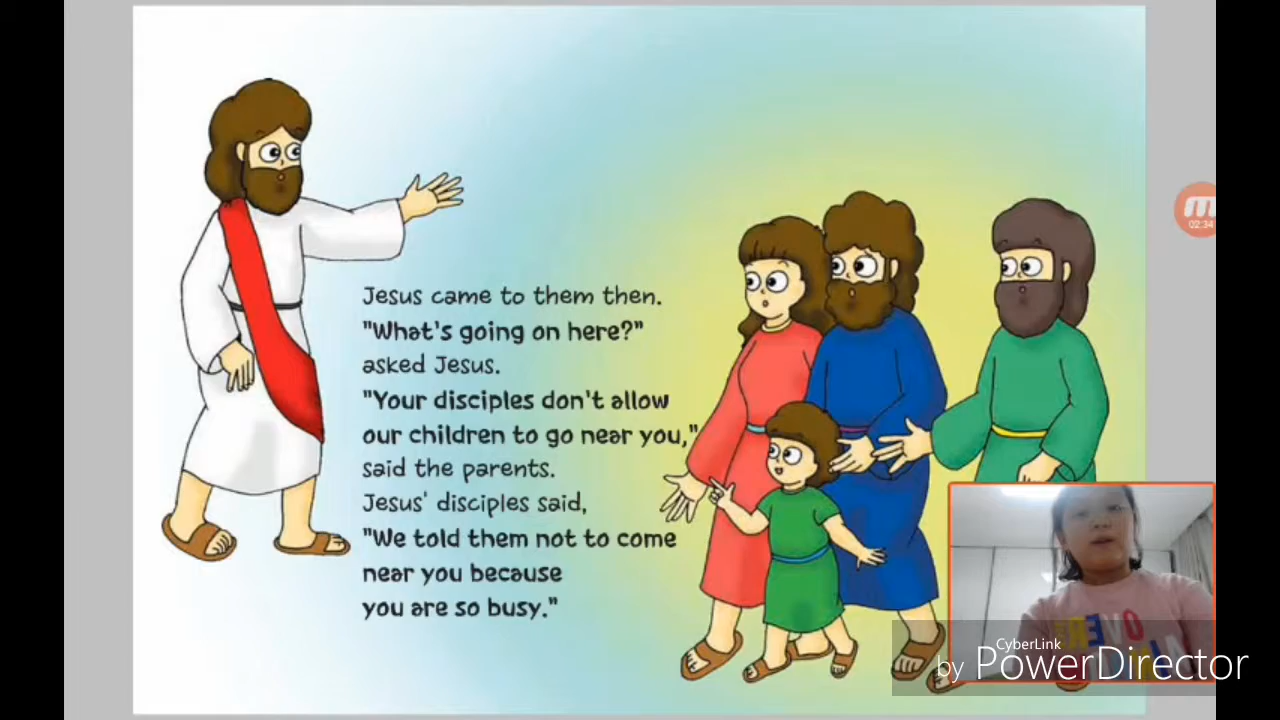 Jesus came to them then.
"What's going on here?"
asked Jesus.
"Your disciples don't allow
our children to go near you,"
said the parents.
Jesus' disciples said,
"We told them not to come
near you because
you are so busy."
02:34
CyberLink
by PowerDirector